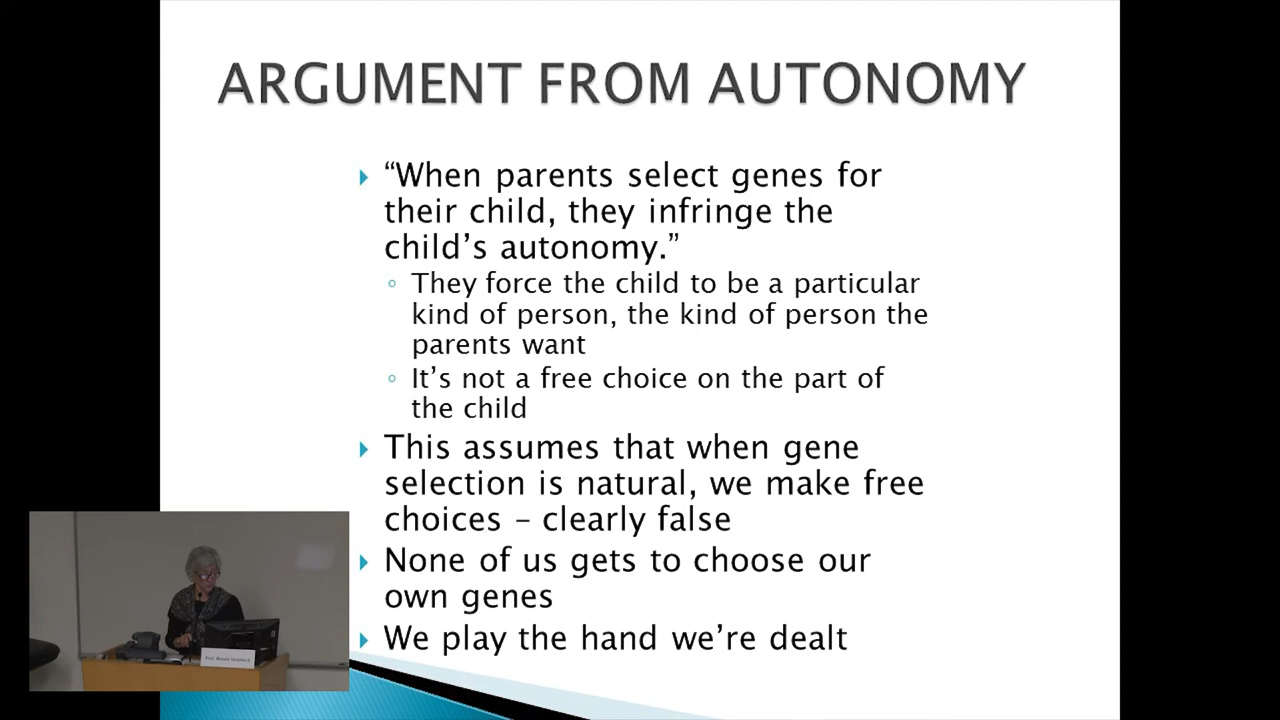 ARGUMENT FROM AUTONOMY
“When parents select genes for
their child, they infringe the
child’s autonomy.”
They force the child to be a particular
kind of person, the kind of person the
parents want
It’s not a free choice on the part of
the child
This assumes that when gene
selection is natural, we make free
choices – clearly false
None of us gets to choose our
own genes
We play the hand we’re dealt